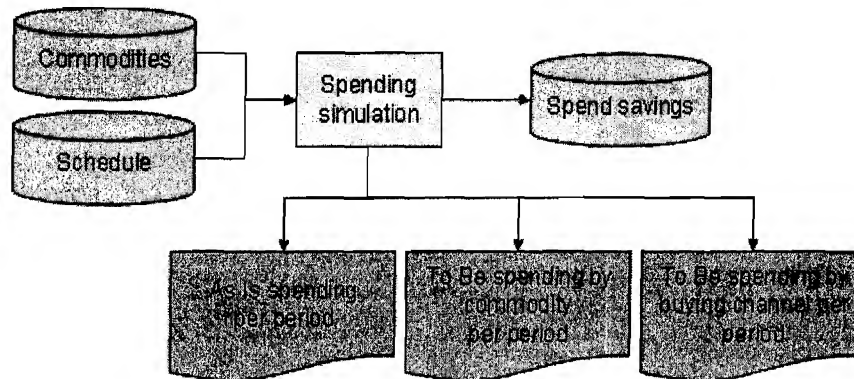 Commodities
Schedule
Spending
simulation
Spend savings
As Is spending
per period
To Be spending by
commodity
per period
To Be spending by
buying channel per
period